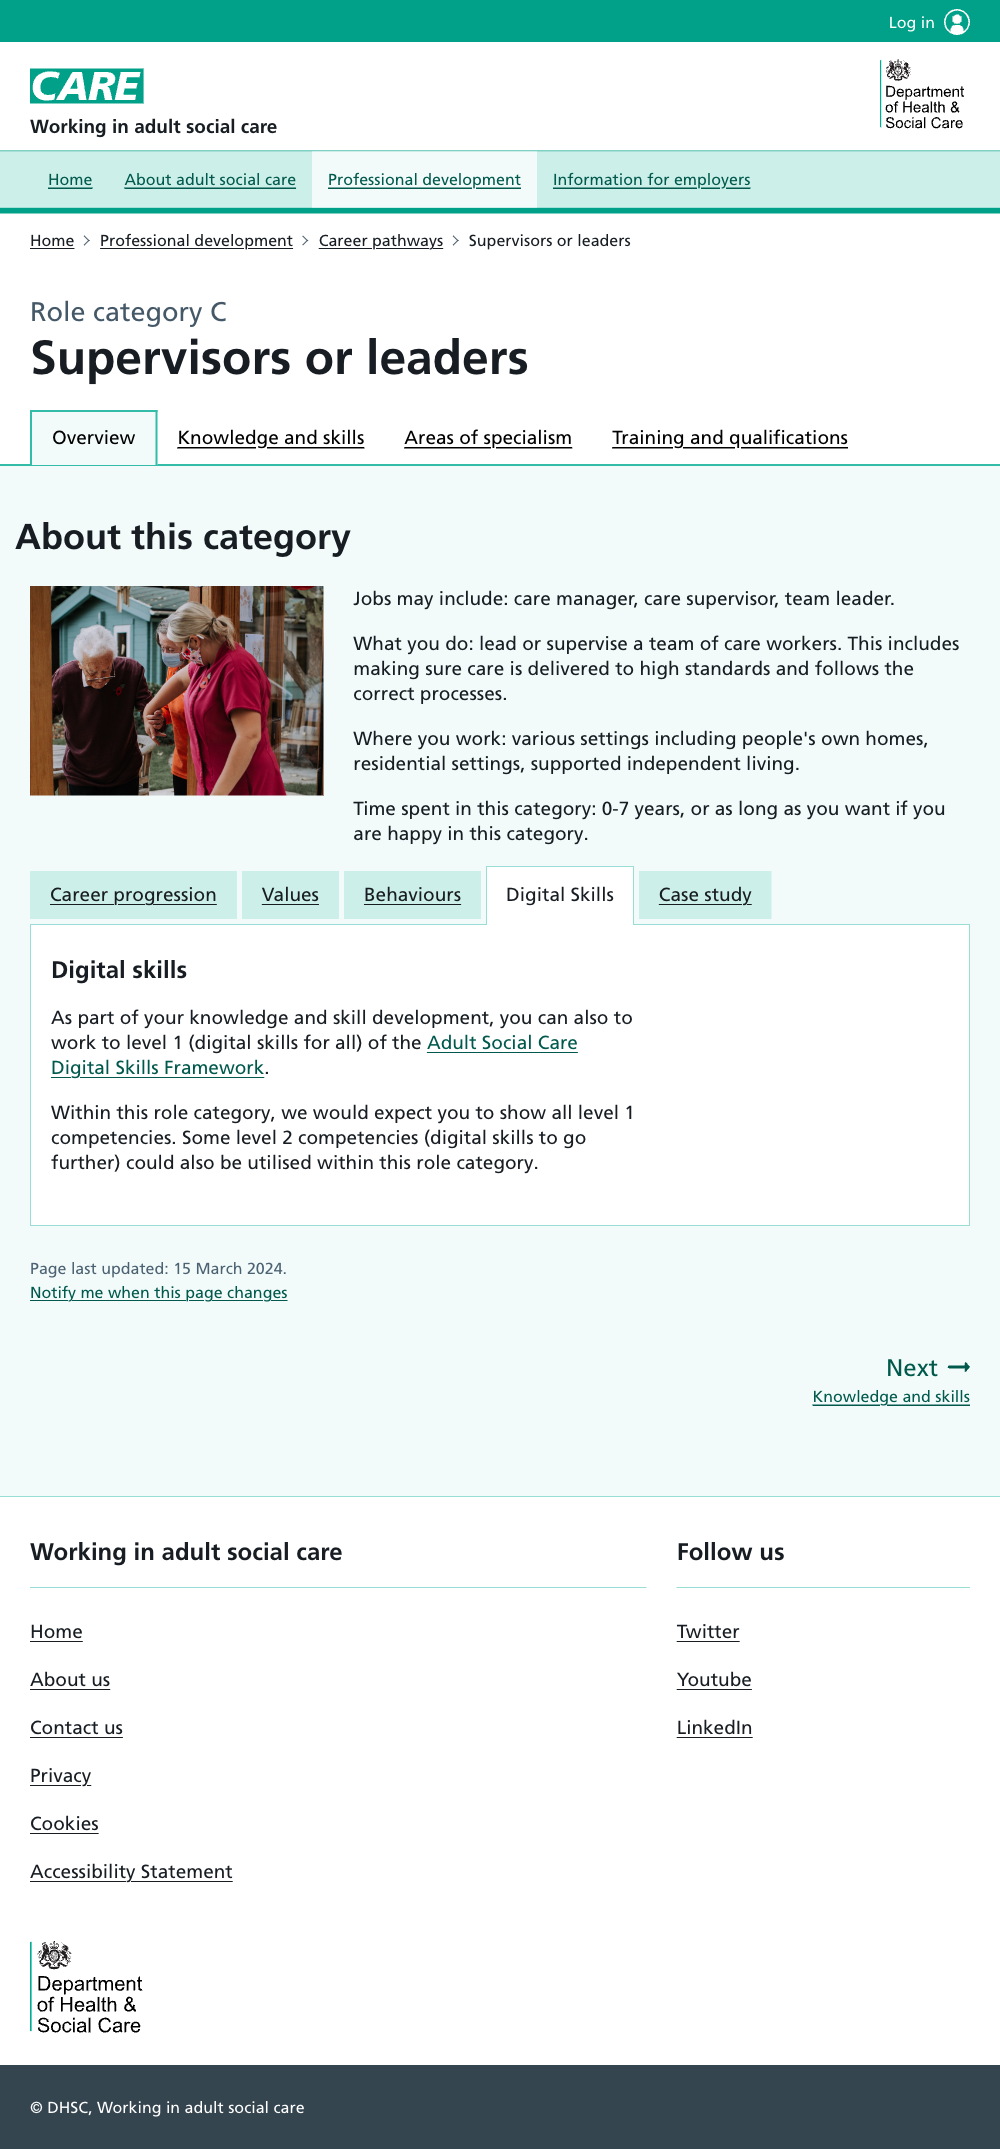 Log in
CARE
Working in adult social care
Department
of Health &
Social Care
Home About adult social care Professional development Information for employers
Home Professional development Career pathways Supervisors or leaders
Role category C
Supervisors or leaders
Overview Knowledge and skills Areas of specialism Training and qualifications
About this category
Jobs may include: care manager, care supervisor, team leader.
What you do: lead or supervise a team of care workers. This includes
making sure care is delivered to high standards and follows the
correct processes.
Where you work: various settings including people's own homes,
residential settings, supported independent living.
Time spent in this category: 0-7 years, or as long as you want if you
are happy in this category.
Career progression Values Behaviours Digital Skills Case study
Digital skills
As part of your knowledge and skill development, you can also to
work to level 1 (digital skills for all) of the Adult Social Care
Digital Skills Framework.
Within this role category, we would expect you to show all level 1
competencies. Some level 2 competencies (digital skills to go
further) could also be utilised within this role category.
Page last updated: 15 March 2024.
Notify me when this page changes
Next
Knowledge and skills
Working in adult social care
Home
About us
Contact us
Privacy
Cookies
Accessibility Statement
Follow us
Twitter
Youtube
LinkedIn
Department
of Health &
Social Care
© DHSC, Working in adult social care